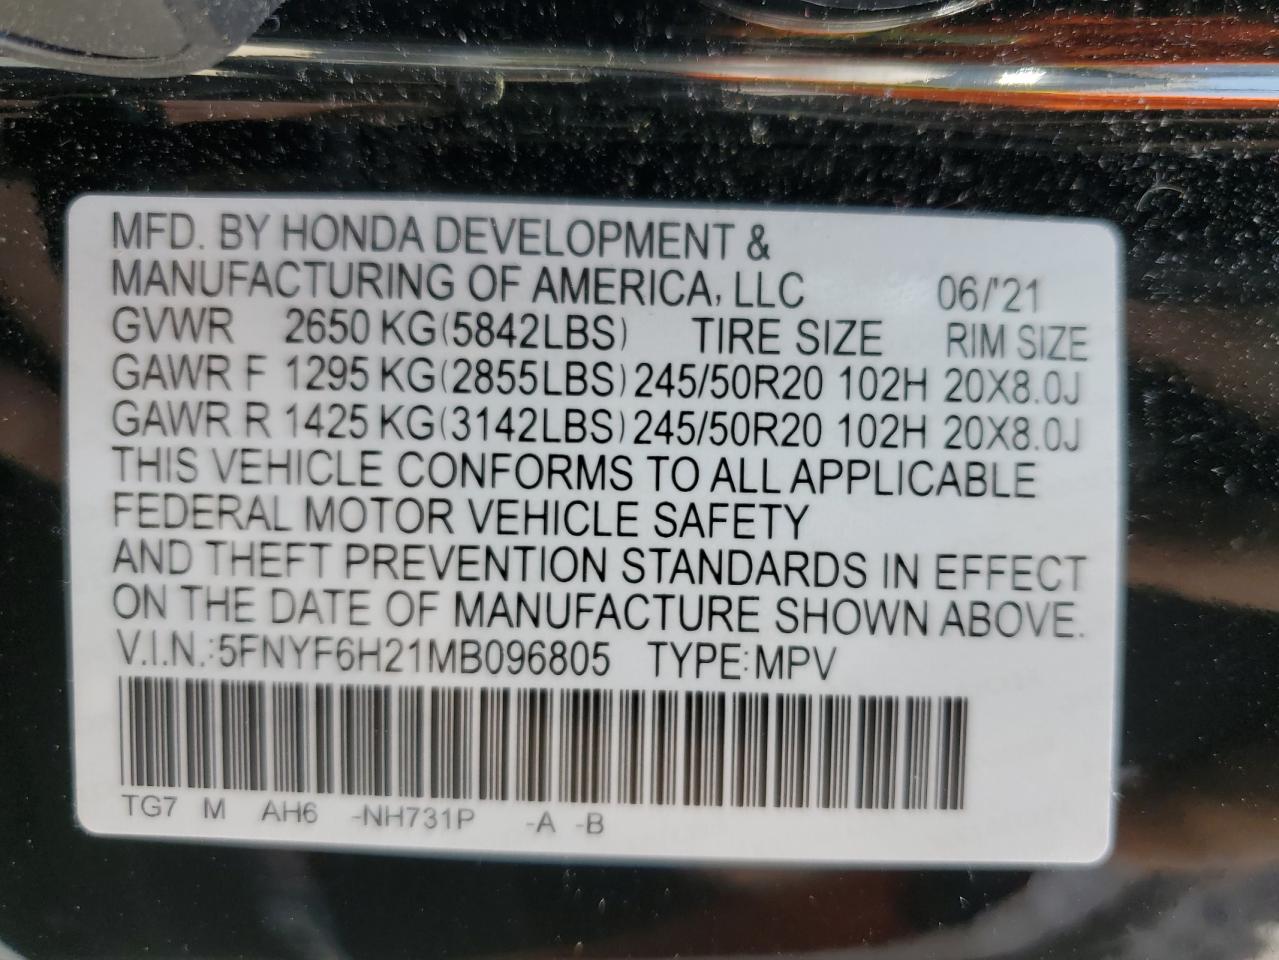 MFD. BY HONDA DEVELOPMENT &
MANUFACTURING OF AMERICA, LLC 06/'21
GVWR 2650 KG(5842LBS) TIRE SIZE RIM SIZE
GAWR F 1295 KG(2855LBS) 245/50R20 102H 20X8.0J
GAWR R 1425 KG(3142LBS) 245/50R20 102H 20X8.0J
THIS VEHICLE CONFORMS TO ALL APPLICABLE
FEDERAL MOTOR VEHICLE SAFETY
AND THEFT PREVENTION STANDARDS IN EFFECT
ON THE DATE OF MANUFACTURE SHOWN ABOVE.
V.I.N.:5FNYF6H21MB096805 TYPE:MPV
TG7 M AH6 -NH731P -A -B